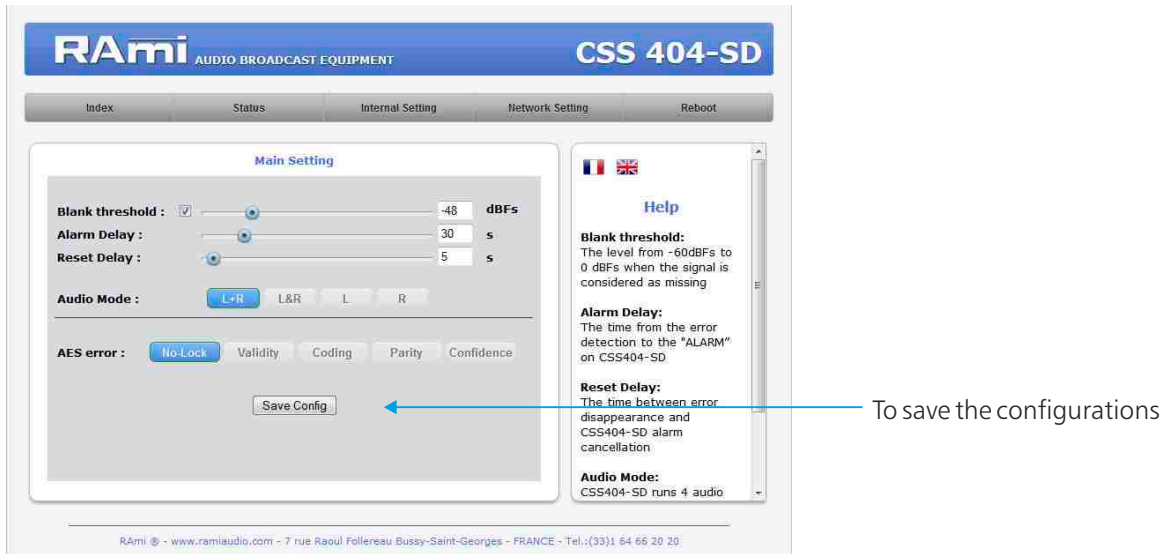 RAmi AUDIO BROADCAST EQUIPMENT
CSS 404-SD
Index Status Internal Setting Network Setting Reboot
Main Setting
Blank threshold : -48 dBFs
Alarm Delay : 30 s
Reset Delay : 5 s
Audio Mode : L+R L&R L R
AES error : No-Lock Validity Coding Parity Confidence
Save Config
Help
Blank threshold:
The level from -60dBFs to
0 dBFs when the signal is
considered as missing
Alarm Delay:
The time from the error
detection to the "ALARM"
on CSS404-SD
Reset Delay:
The time between error
disappearance and
CSS404-SD alarm
cancellation
Audio Mode:
CSS404-SD runs 4 audio
To save the configurations
RAmi ® - www.ramiaudio.com - 7 rue Raoul Follereau Bussy-Saint-Georges - FRANCE - Tel.:(33)1 64 66 20 20